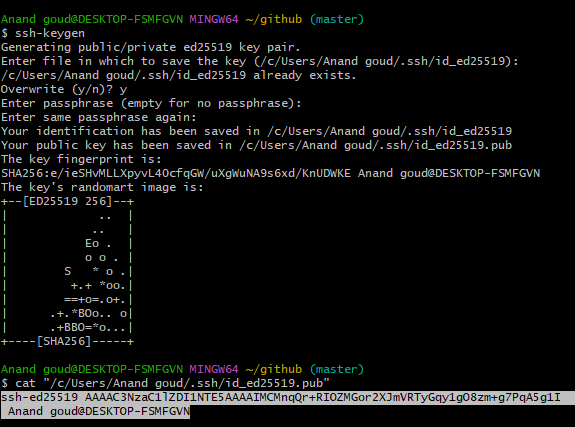 Anand goud@DESKTOP-FSMFGVN MINGW64 ~/github (master)
$ ssh-keygen
Generating public/private ed25519 key pair.
Enter file in which to save the key (/c/Users/Anand goud/.ssh/id_ed25519):
/c/Users/Anand goud/.ssh/id_ed25519 already exists.
Overwrite (y/n)? y
Enter passphrase (empty for no passphrase):
Enter same passphrase again:
Your identification has been saved in /c/Users/Anand goud/.ssh/id_ed25519
Your public key has been saved in /c/Users/Anand goud/.ssh/id_ed25519.pub
The key fingerprint is:
SHA256:e/ieSHvMLLXpyvL4OcfqGW/uXgWuNA9s6xd/KnUDWKE Anand goud@DESKTOP-FSMFGVN
The key's randomart image is:
+--[ED25519 256]--+
|             ..  |
|            ..   |
|           Eo .  |
|           o o . |
|        S   * o .|
|         +.+ *oo.|
|        ==+o=.o+.|
|      .+.*BOo.. o|
|      .+BBO=*o...|
+----[SHA256]-----+
Anand goud@DESKTOP-FSMFGVN MINGW64 ~/github (master)
$ cat "/c/Users/Anand goud/.ssh/id_ed25519.pub"
ssh-ed25519 AAAAC3NzaC1lZDI1NTE5AAAAIMCMnqQr+RIOZMGor2XJmVRTyGqy1gO8zm+g7PqA5g1I
 Anand goud@DESKTOP-FSMFGVN